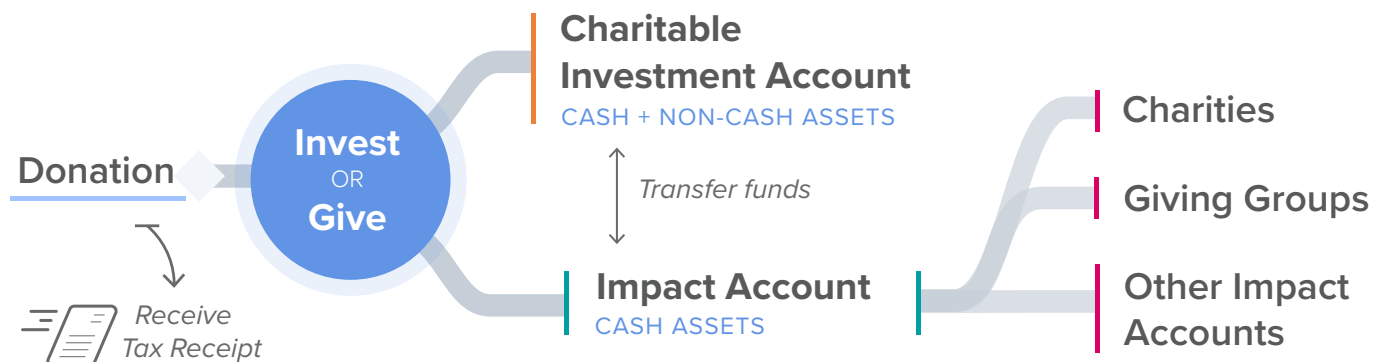 Donation
Receive
Tax Receipt
Invest
OR
Give
Charitable
Investment Account
CASH + NON-CASH ASSETS
Transfer funds
Impact Account
CASH ASSETS
Charities
Giving Groups
Other Impact
Accounts